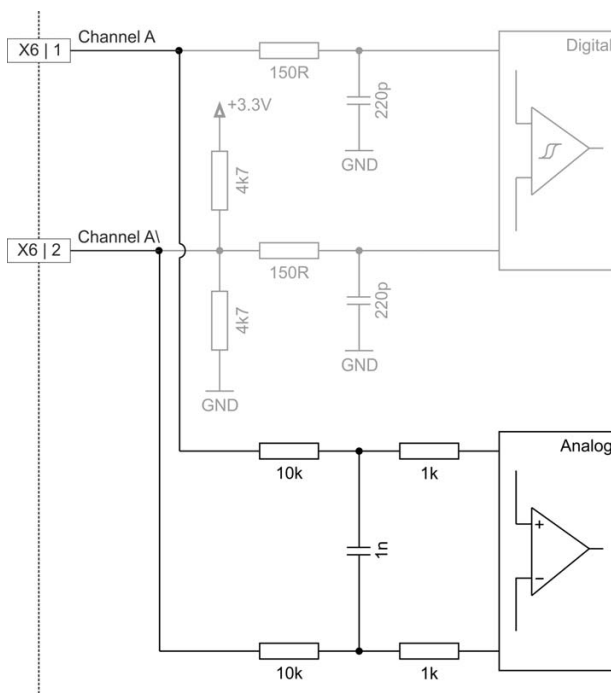 X6 | 1
Channel A
Digital
150R
220p
+3.3V
GND
4k7
X6 | 2
Channel A\
150R
220p
4k7
GND
GND
Analog
10k
1k
+
1n
−
10k
1k